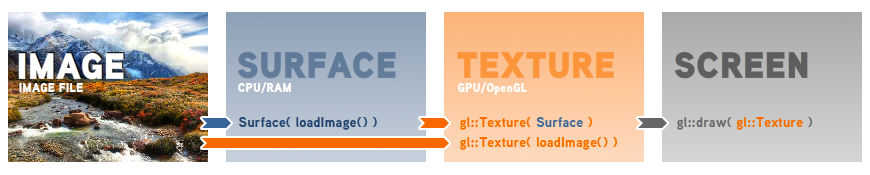 IMAGE
IMAGE FILE
SURFACE
CPU/RAM
Surface( loadImage() )
TEXTURE
GPU/OpenGL
gl::Texture( Surface )
gl::Texture( loadImage() )
SCREEN
gl::draw( gl::Texture )